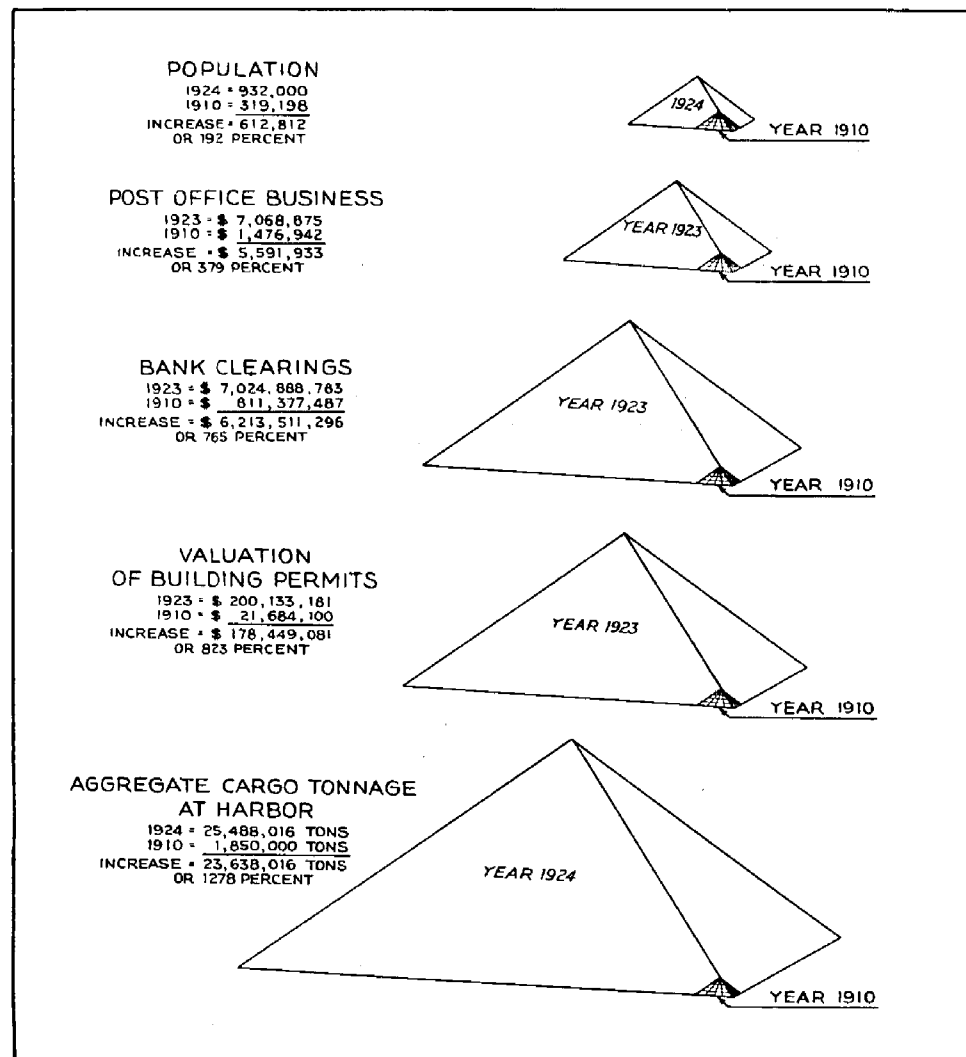 POPULATION
1924 = 932,000
1910 = 319,198
INCREASE = 612,812
OR 192 PERCENT
1924
YEAR 1910
POST OFFICE BUSINESS
1923 = $ 7,068,875
1910 = $ 1,476,942
INCREASE = $ 5,591,933
OR 379 PERCENT
YEAR 1923
YEAR 1910
BANK CLEARINGS
1923 = $ 7,024,888,783
1910 = $ 811,377,487
INCREASE = $ 6,213,511,296
OR 765 PERCENT
YEAR 1923
YEAR 1910
VALUATION
OF BUILDING PERMITS
1923 = $ 200,133,181
1910 = $ 21,684,100
INCREASE = $ 178,449,081
OR 823 PERCENT
YEAR 1923
YEAR 1910
AGGREGATE CARGO TONNAGE
AT HARBOR
1924 = 25,488,016 TONS
1910 = 1,850,000 TONS
INCREASE = 23,638,016 TONS
OR 1278 PERCENT
YEAR 1924
YEAR 1910